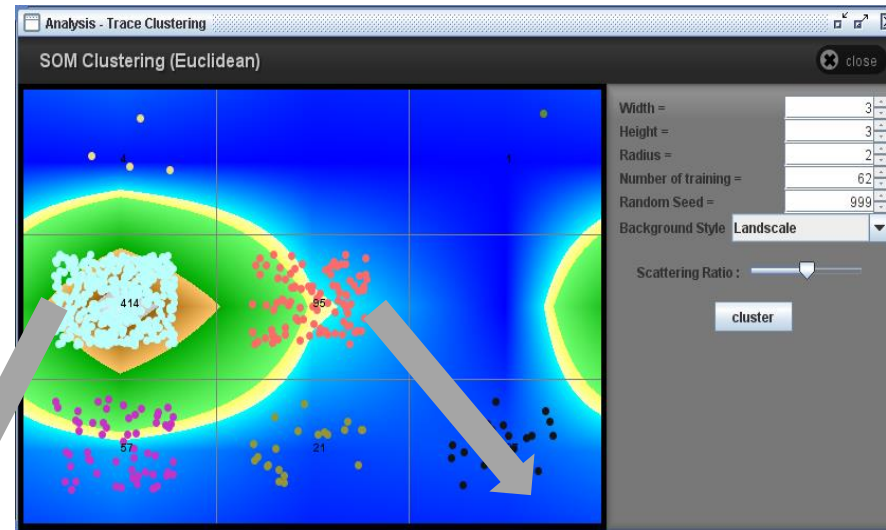 Analysis - Trace Clustering
SOM Clustering (Euclidean)
close
Width =
3
Height =
3
Radius =
2
Number of training =
62
Random Seed =
999
Background Style
Landscale
Scattering Ratio :
cluster
4
1
414
95
57
21